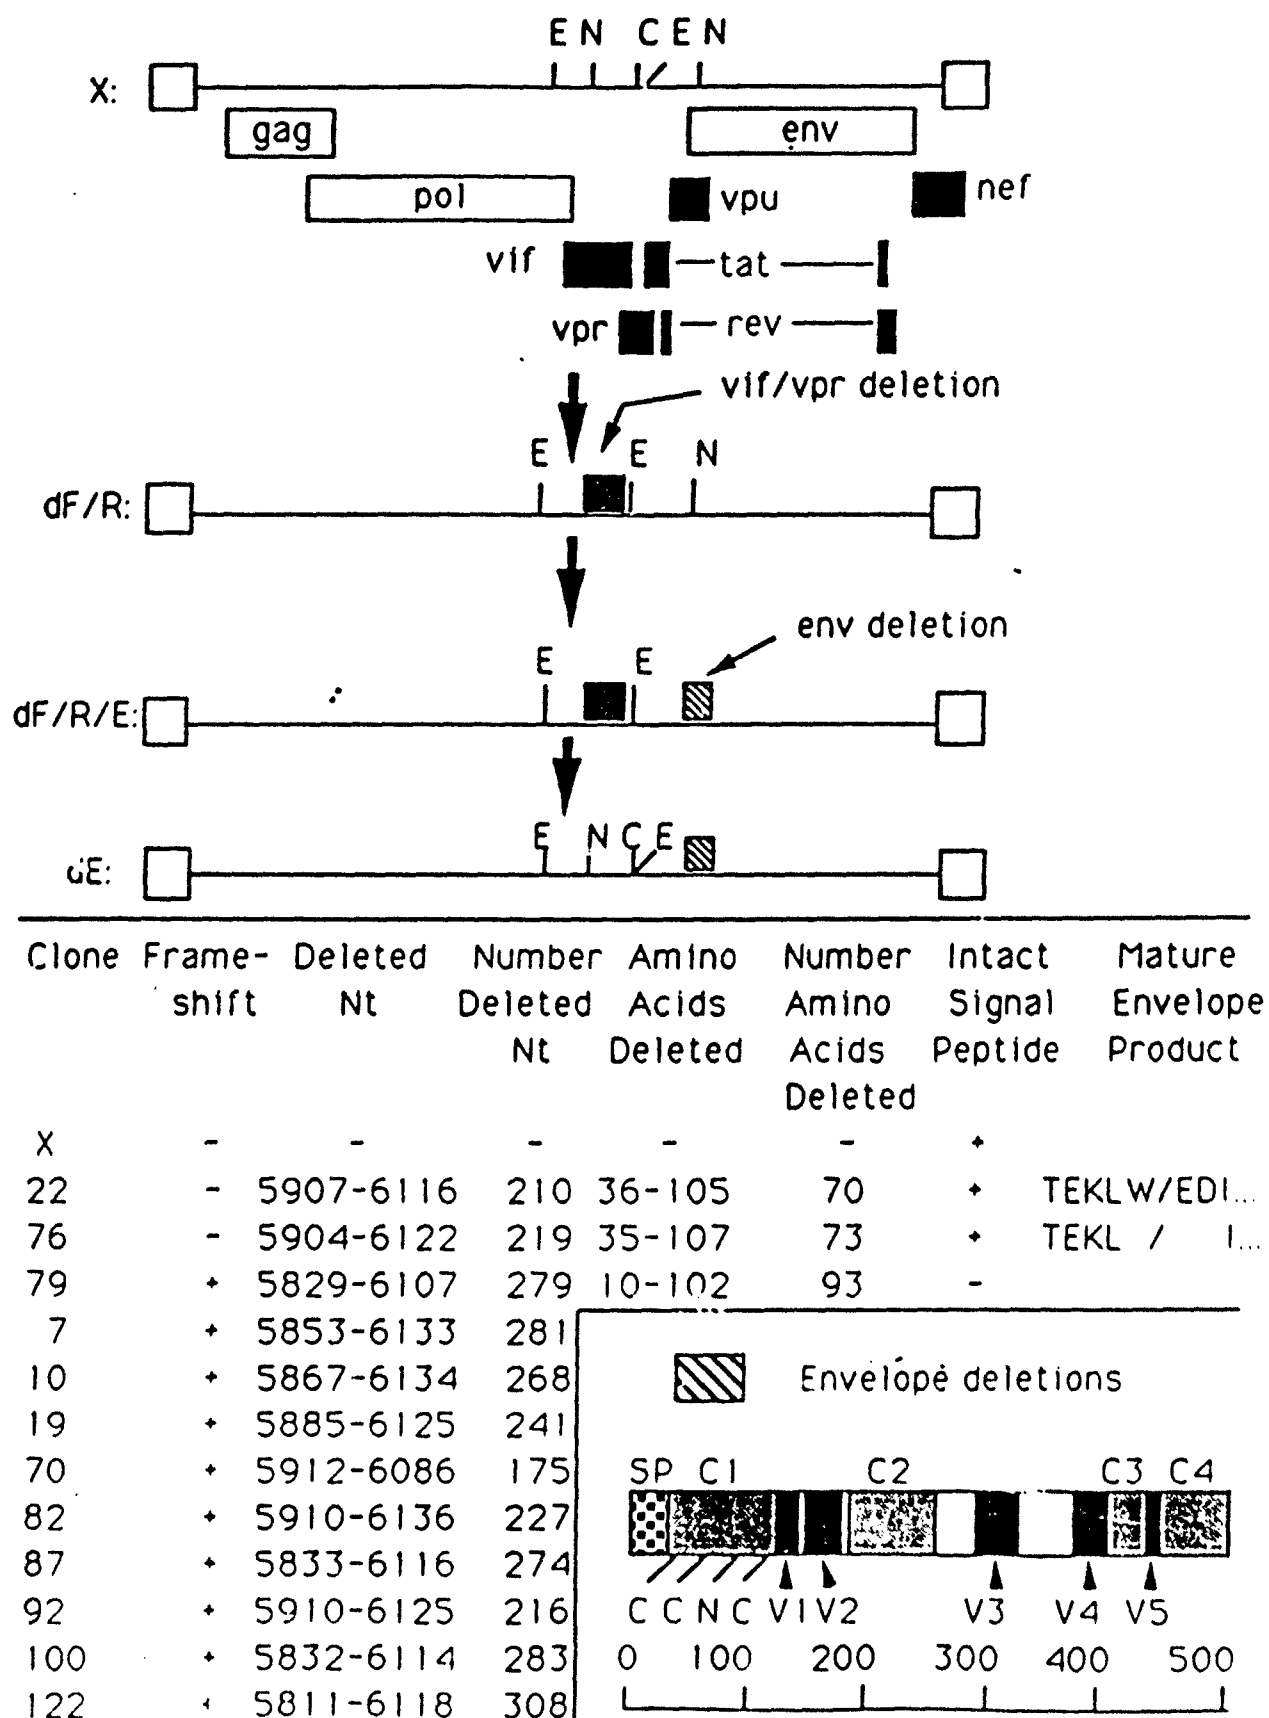 E N C E N
X:
gag env
pol vpu nef
vif tat
vpr rev
vif/vpr deletion
E E N
dF/R:
env deletion
E E
dF/R/E:
E N C E
dE:
Clone Frame- Deleted Number Amino Number Intact Mature
shift Nt Deleted Acids Amino Signal Envelope
Nt Deleted Acids Peptide Product
Deleted
X - - - - - +
22 - 5907-6116 210 36-105 70 + TEKLW/EDI...
76 - 5904-6122 219 35-107 73 + TEKL / I...
79 + 5829-6107 279 10-102 93 -
7 + 5853-6133 281
10 + 5867-6134 268
Envelope deletions
19 + 5885-6125 241
70 + 5912-6086 175
SP C1 C2 C3 C4
82 + 5910-6136 227
87 + 5833-6116 274
92 + 5910-6125 216
C C N C V1 V2 V3 V4 V5
100 + 5832-6114 283
0 100 200 300 400 500
122 + 5811-6118 308